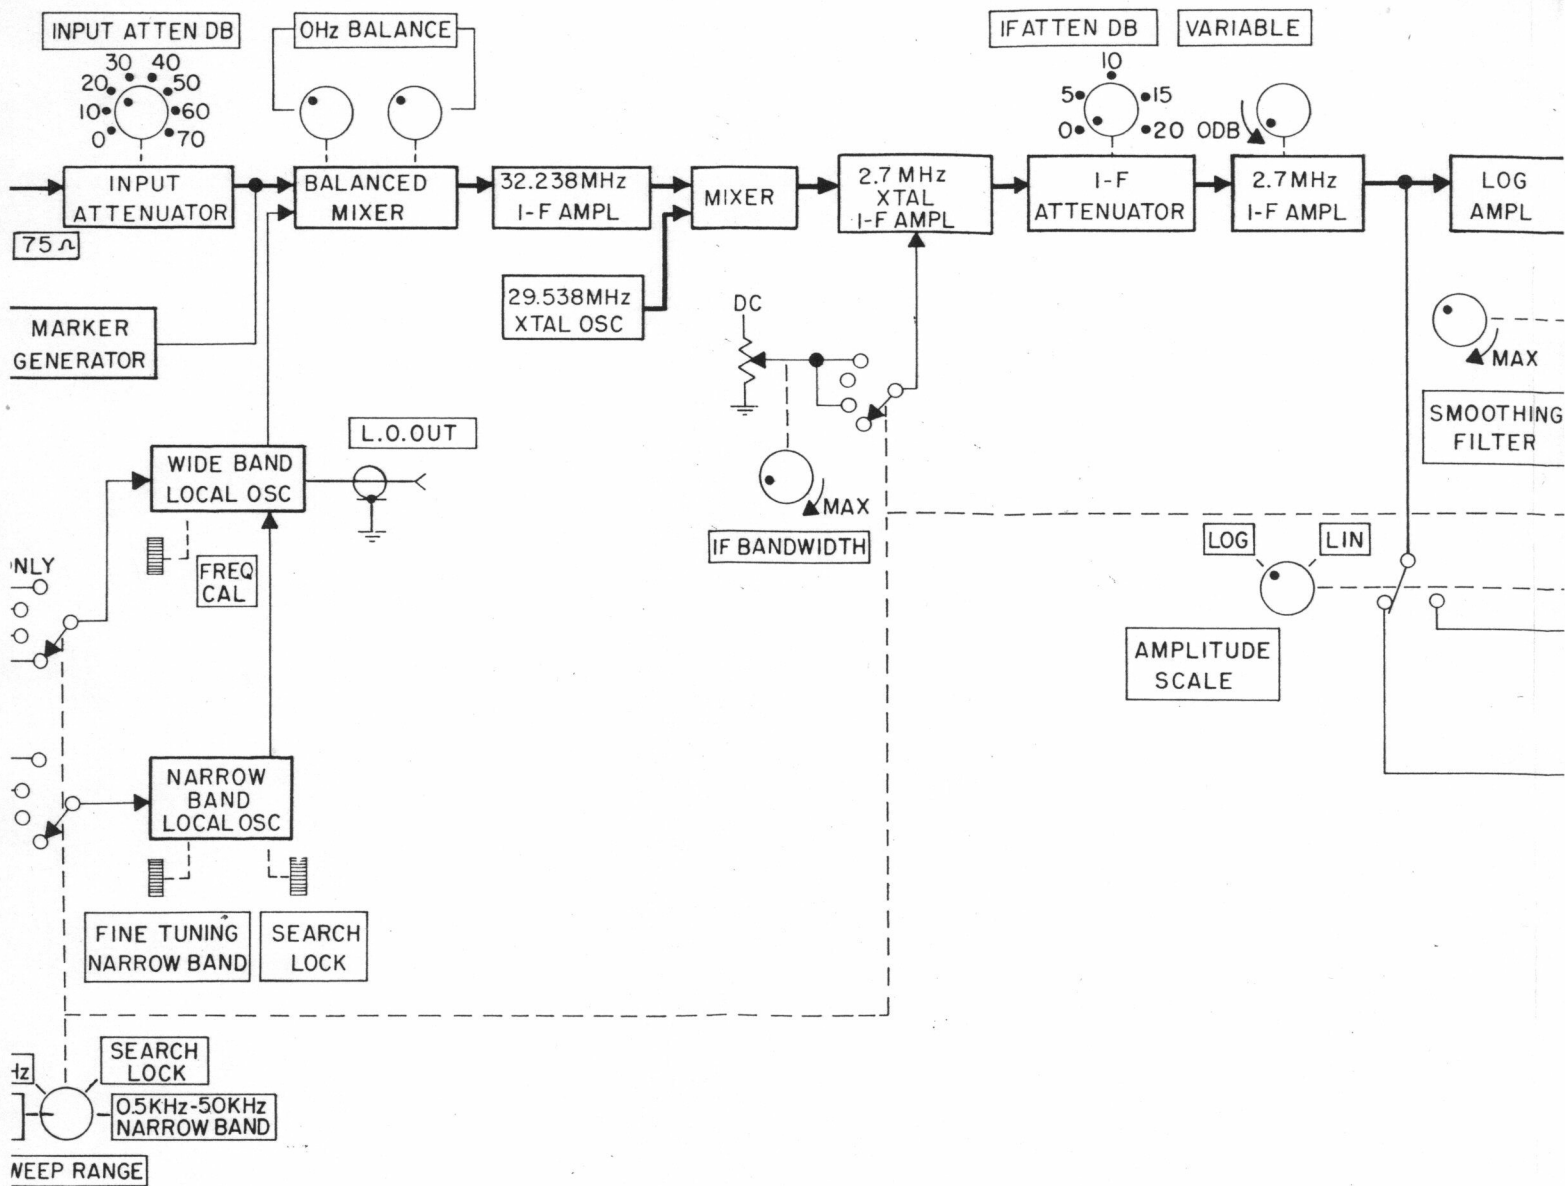 INPUT ATTEN DB
0Hz BALANCE
IF ATTEN DB
VARIABLE
30 40
20 50
10 60
0 70
10
5 15
0 20
0DB
INPUT
ATTENUATOR
BALANCED
MIXER
32.238MHz
I-F AMPL
MIXER
2.7 MHz
XTAL
I-F AMPL
I-F
ATTENUATOR
2.7MHz
I-F AMPL
LOG
AMPL
75Ω
29.538MHz
XTAL OSC
MARKER
GENERATOR
DC
MAX
SMOOTHING
FILTER
L.O.OUT
WIDE BAND
LOCAL OSC
MAX
IF BANDWIDTH
LOG
LIN
NLY
FREQ
CAL
AMPLITUDE
SCALE
NARROW
BAND
LOCAL OSC
FINE TUNING
NARROW BAND
SEARCH
LOCK
Hz
SEARCH
LOCK
0.5KHz-50KHz
NARROW BAND
WEEP RANGE